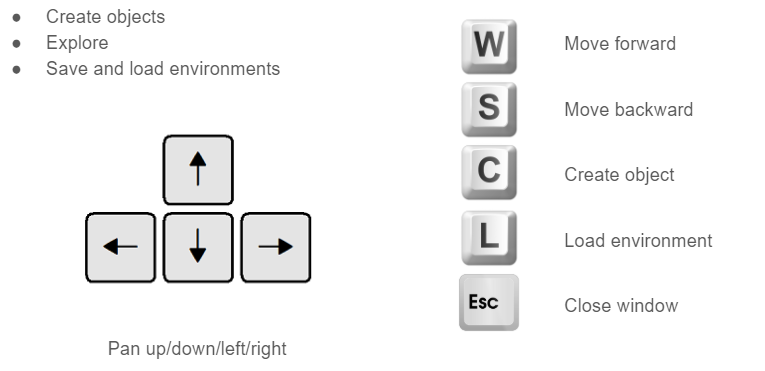 ● Create objects
● Explore
● Save and load environments
Pan up/down/left/right
W Move forward
S Move backward
C Create object
L Load environment
Esc Close window